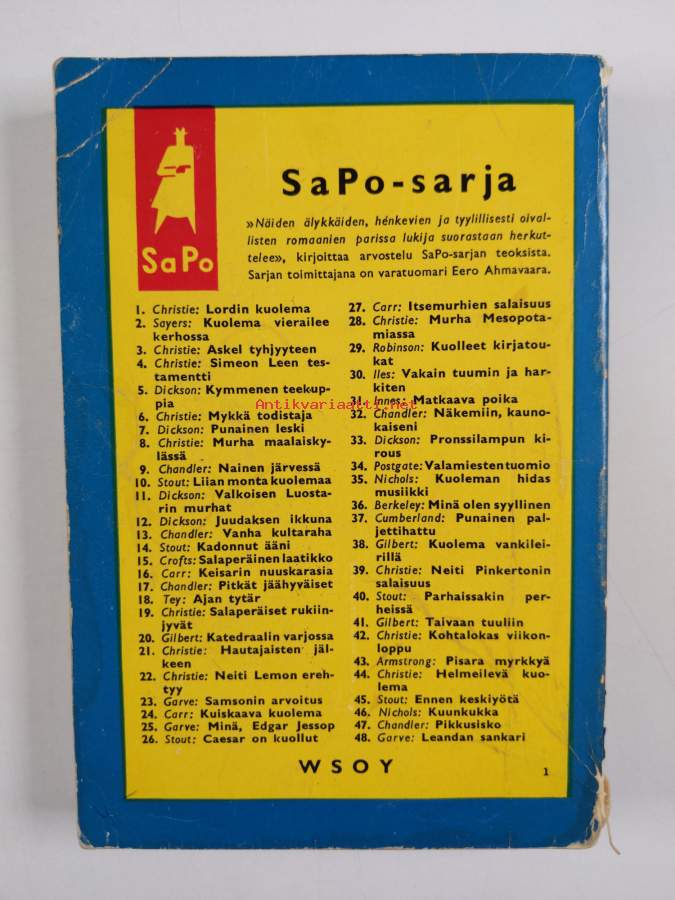 SaPo
SaPo-sarja
»Näiden älykkäiden, henkevien ja tyylillisesti oival-
listen romaanien parissa lukija suorastaan herkut-
telee», kirjoittaa arvostelu SaPo-sarjan teoksista.
Sarjan toimittajana on varatuomari Eero Ahmavaara.
1. Christie: Lordin kuolema
2. Sayers: Kuolema vierailee
kerhossa
3. Christie: Askel tyhjyyteen
4. Christie: Simeon Leen tes-
tamentti
5. Dickson: Kymmenen teekup-
pia
6. Christie: Mykkä todistaja
7. Dickson: Punainen leski
8. Christie: Murha maalaisky-
lässä
9. Chandler: Nainen järvessä
10. Stout: Liian monta kuolemaa
11. Dickson: Valkoisen Luosta-
rin murhat
12. Dickson: Juudaksen ikkuna
13. Chandler: Vanha kultaraha
14. Stout: Kadonnut ääni
15. Crofts: Salaperäinen laatikko
16. Carr: Keisarin nuuskarasia
17. Chandler: Pitkät jäähyväiset
18. Tey: Ajan tytär
19. Christie: Salaperäiset rukiin-
jyvät
20. Gilbert: Katedraalin varjossa
21. Christie: Hautajaisten jäl-
keen
22. Christie: Neiti Lemon ereh-
tyy
23. Garve: Samsonin arvoitus
24. Carr: Kuiskaava kuolema
25. Garve: Minä, Edgar Jessop
26. Stout: Caesar on kuollut
27. Carr: Itsemurhien salaisuus
28. Christie: Murha Mesopota-
miassa
29. Robinson: Kuolleet kirjatou-
kat
30. Iles: Vakain tuumin ja har-
kiten
31. Innes: Matkaava poika
32. Chandler: Näkemiin, kauno-
kaiseni
33. Dickson: Pronssilampun ki-
rous
34. Postgate: Valamiesten tuomio
35. Nichols: Kuoleman hidas
musiikki
36. Berkeley: Minä olen syyllinen
37. Cumberland: Punainen pal-
jettihattu
38. Gilbert: Kuolema vankilei-
rillä
39. Christie: Neiti Pinkertonin
salaisuus
40. Stout: Parhaissakin per-
heissä
41. Gilbert: Taivaan tuuliin
42. Christie: Kohtalokas viikon-
loppu
43. Armstrong: Pisara myrkkyä
44. Christie: Helmeilevä kuo-
lema
45. Stout: Ennen keskiyötä
46. Nichols: Kuunkukka
47. Chandler: Pikkusisko
48. Garve: Leandan sankari
WSOY
1
Antikvariaatti.net